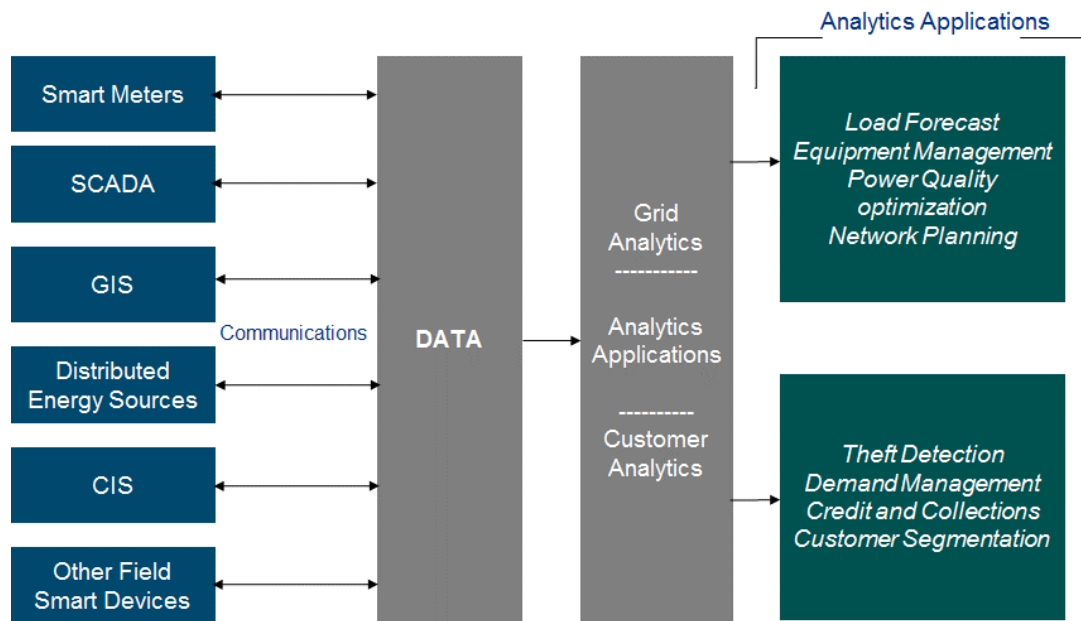 Analytics Applications
Smart Meters
SCADA
GIS
Communications
Distributed
Energy Sources
CIS
Other Field
Smart Devices
DATA
Grid
Analytics
-----------
Analytics
Applications
----------
Customer
Analytics
Load Forecast
Equipment Management
Power Quality
optimization
Network Planning
Theft Detection
Demand Management
Credit and Collections
Customer Segmentation